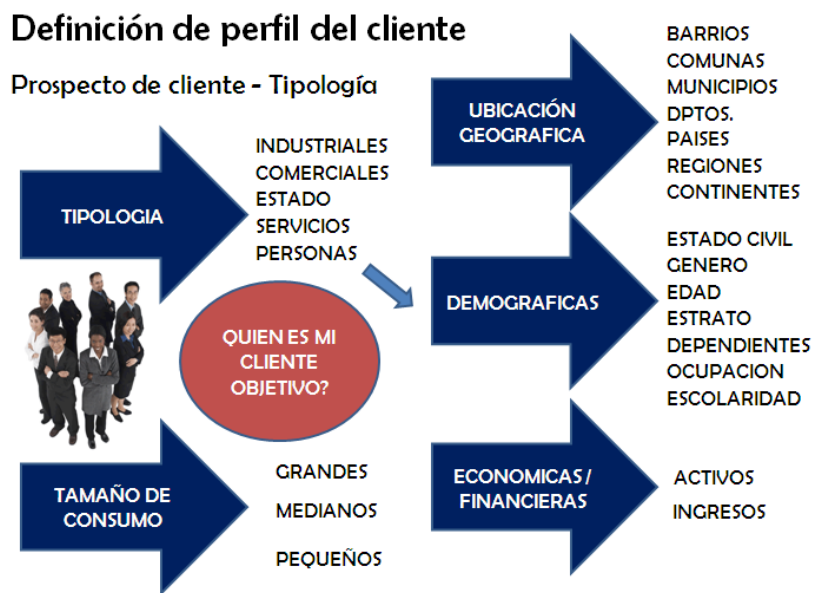 Definición de perfil del cliente
Prospecto de cliente - Tipología
TIPOLOGIA
INDUSTRIALES
COMERCIALES
ESTADO
SERVICIOS
PERSONAS
QUIEN ES MI
CLIENTE
OBJETIVO?
TAMAÑO DE
CONSUMO
GRANDES
MEDIANOS
PEQUEÑOS
UBICACIÓN
GEOGRAFICA
BARRIOS
COMUNAS
MUNICIPIOS
DPTOS.
PAISES
REGIONES
CONTINENTES
DEMOGRAFICAS
ESTADO CIVIL
GENERO
EDAD
ESTRATO
DEPENDIENTES
OCUPACION
ESCOLARIDAD
ECONOMICAS /
FINANCIERAS
ACTIVOS
INGRESOS